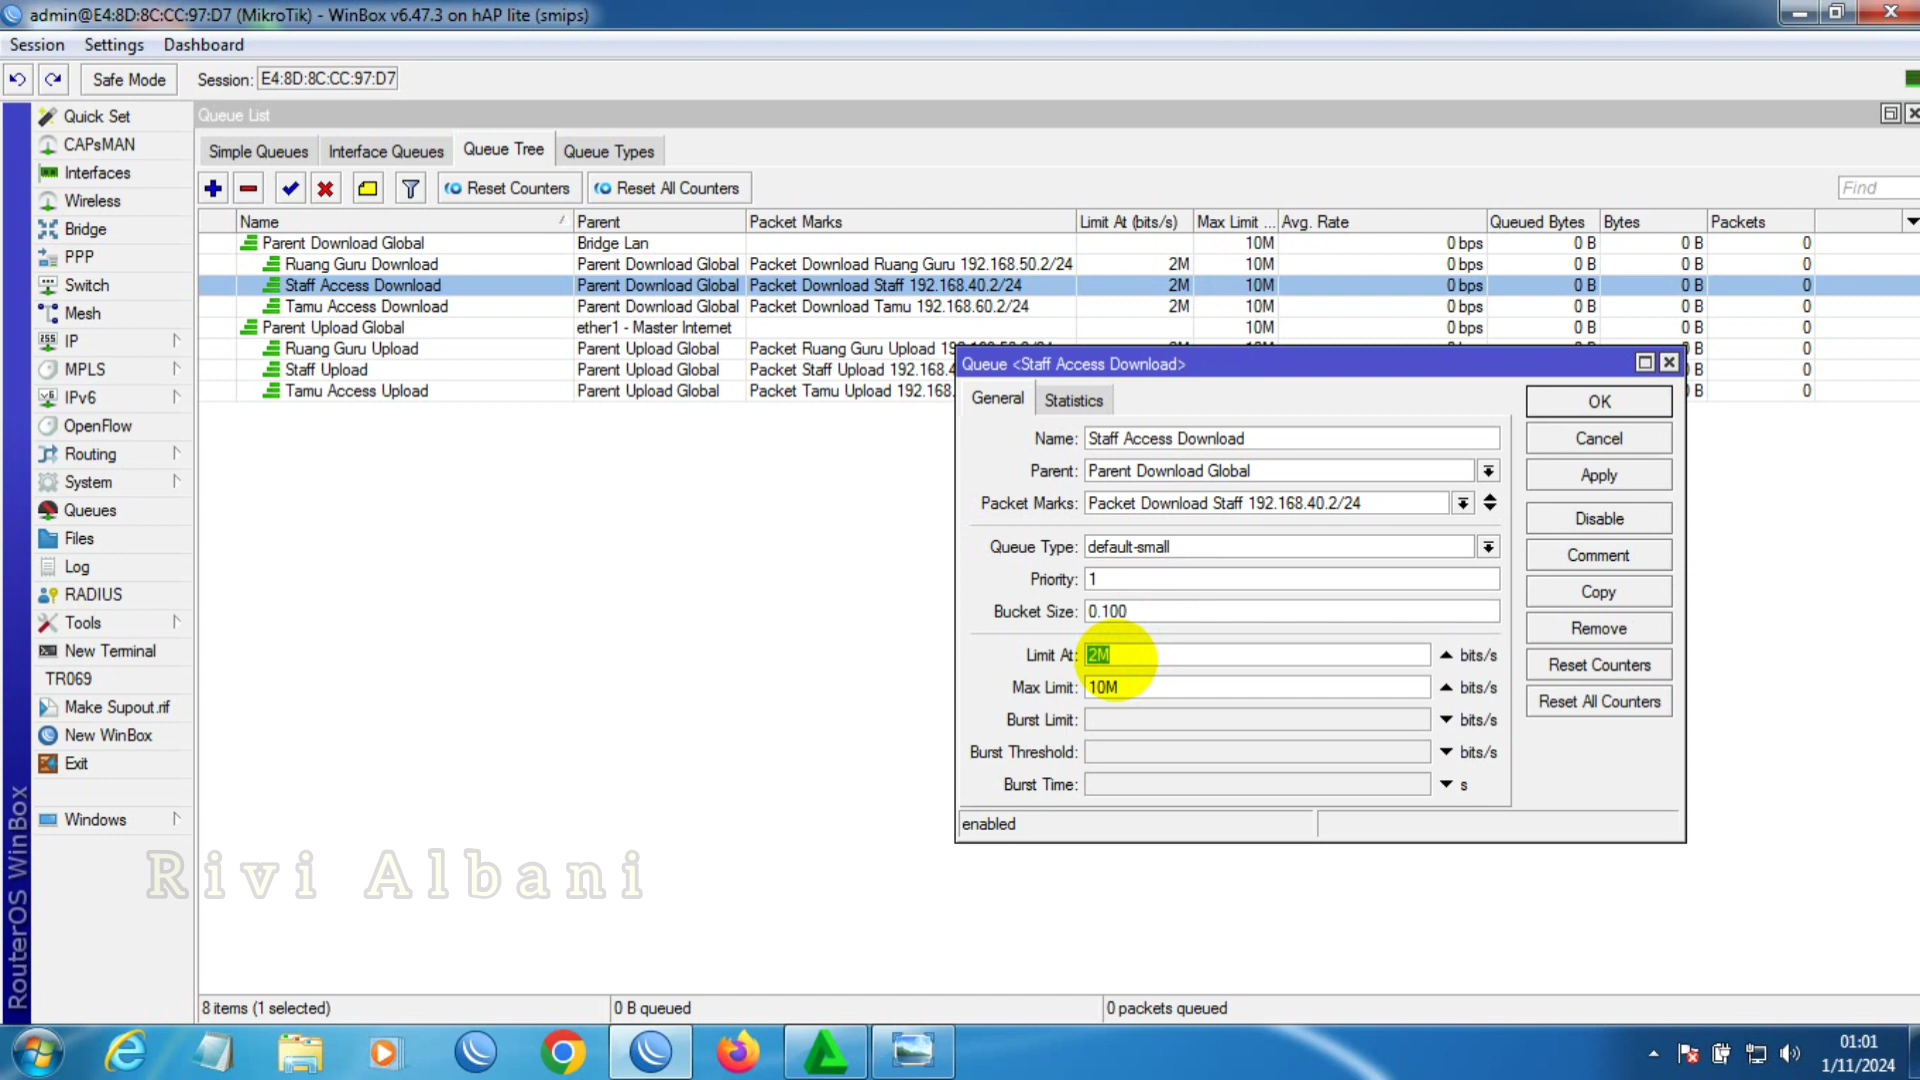 admin@E4:8D:8C:CC:97:D7 (MikroTik) - WinBox v6.47.3 on hAP lite (smips)
Session Settings Dashboard
Safe Mode Session: E4:8D:8C:CC:97:D7
Queue List
Simple Queues Interface Queues Queue Tree Queue Types
Reset Counters Reset All Counters Find
Name Parent Packet Marks Limit At (bits/s) Max Limit ... Avg. Rate Queued Bytes Bytes Packets
Parent Download Global Bridge Lan 10M 0 bps 0 B 0 B 0
Ruang Guru Download Parent Download Global Packet Download Ruang Guru 192.168.50.2/24 2M 10M 0 bps 0 B 0 B 0
Staff Access Download Parent Download Global Packet Download Staff 192.168.40.2/24 2M 10M 0 bps 0 B 0 B 0
Tamu Access Download Parent Download Global Packet Download Tamu 192.168.60.2/24 2M 10M 0 bps 0 B 0 B 0
Parent Upload Global ether1 - Master Internet 10M 0 bps 0 B 0 B 0
Ruang Guru Upload Parent Upload Global Packet Ruang Guru Upload B 0
Staff Upload Parent Upload Global Packet Staff Upload 192.168.4 B 0
Tamu Access Upload Parent Upload Global Packet Tamu Upload 192.168. B 0
Quick Set
CAPsMAN
Interfaces
Wireless
Bridge
PPP
Switch
Mesh
IP
MPLS
IPv6
OpenFlow
Routing
System
Queues
Files
Log
RADIUS
Tools
New Terminal
TR069
Make Supout.rif
New WinBox
Exit
Windows
RouterOS WinBox
Queue <Staff Access Download>
General Statistics
Name: Staff Access Download
Parent: Parent Download Global
Packet Marks: Packet Download Staff 192.168.40.2/24
Queue Type: default-small
Priority: 1
Bucket Size: 0.100
Limit At: 2M bits/s
Max Limit: 10M bits/s
Burst Limit: bits/s
Burst Threshold: bits/s
Burst Time: s
enabled
OK
Cancel
Apply
Disable
Comment
Copy
Remove
Reset Counters
Reset All Counters
Rivi Albani
8 items (1 selected) 0 B queued 0 packets queued
01:01
1/11/2024